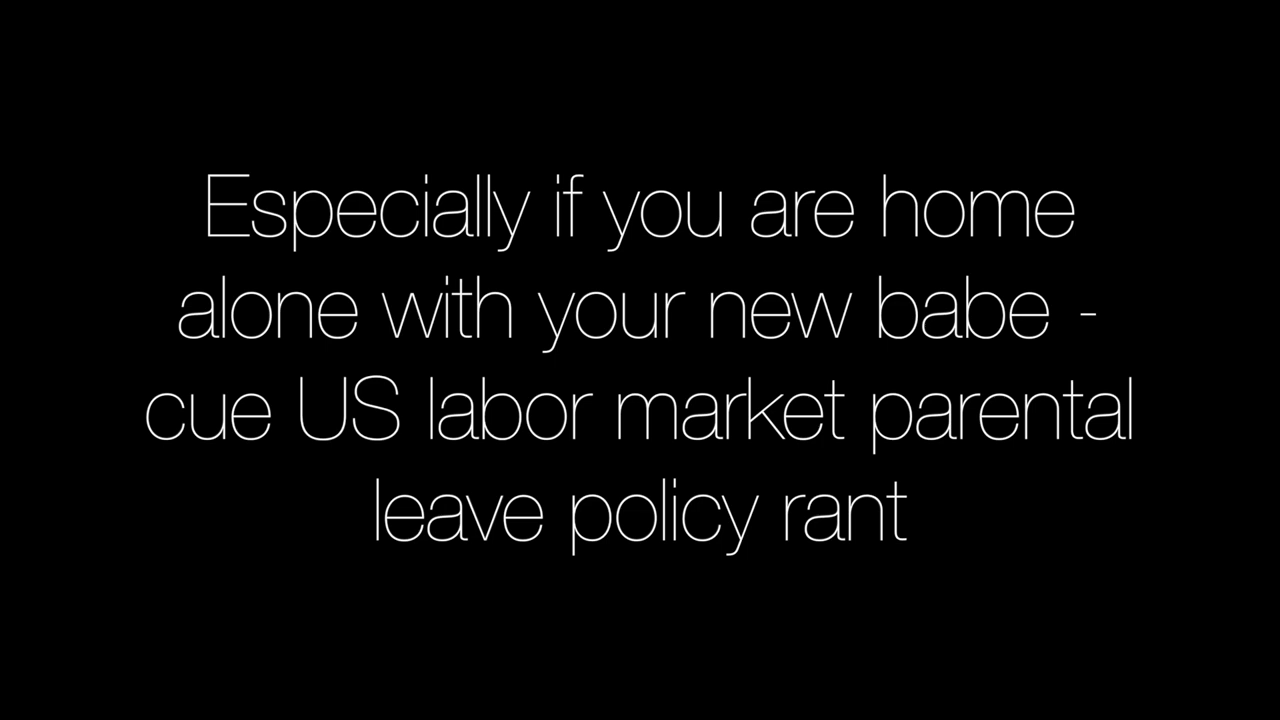 Especially if you are home
alone with your new babe -
cue US labor market parental
leave policy rant